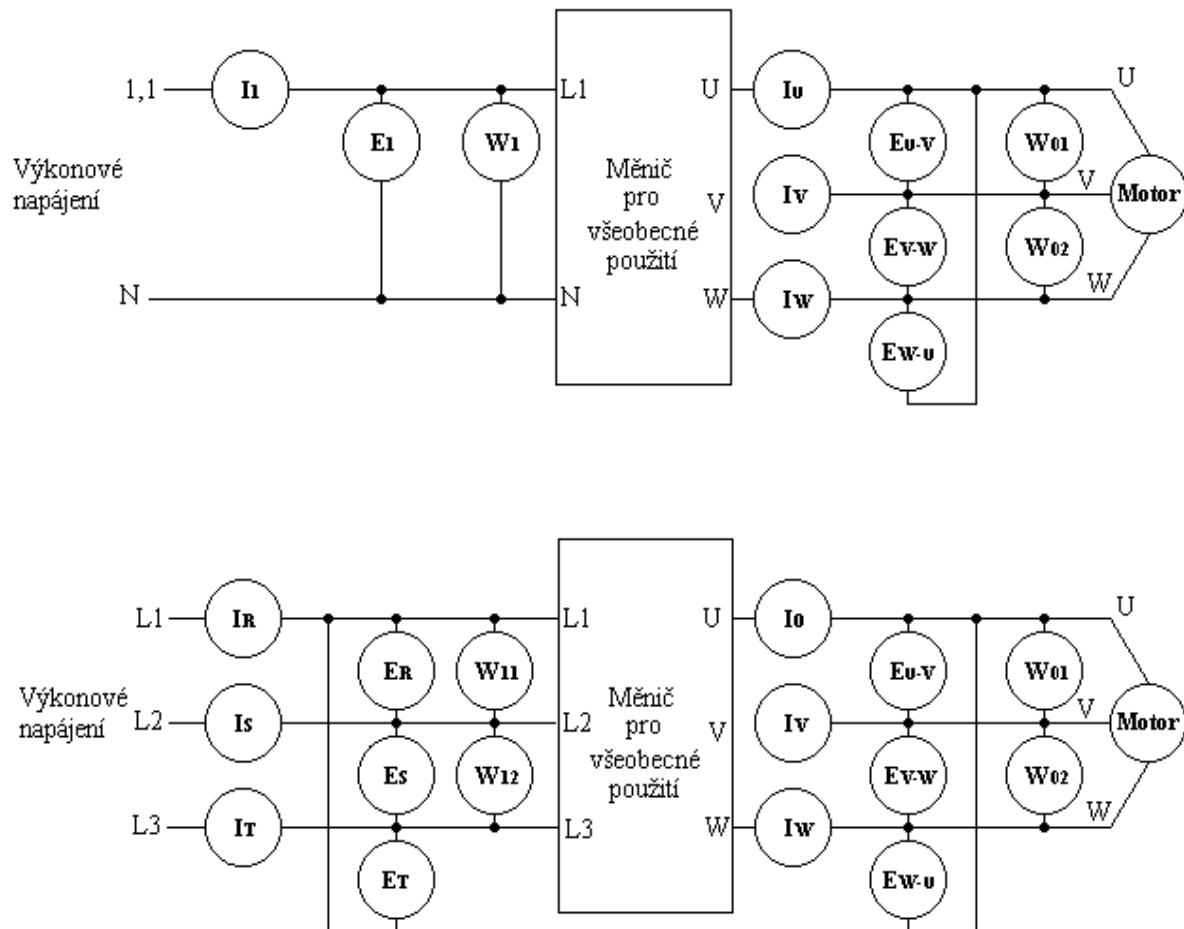 1,1
I1
E1
W1
L1
Výkonové
napájení
N
N
Měnič
pro
všeobecné
použití
U
V
W
IU
IV
IW
EU-V
EV-W
EW-U
W01
W02
U
V
W
Motor
L1
L2
L3
Výkonové
napájení
IR
IS
IT
ER
ES
ET
W11
W12
L1
L2
L3
Měnič
pro
všeobecné
použití
U
V
W
I0
IV
IW
EU-V
EV-W
EW-U
W01
W02
U
V
W
Motor